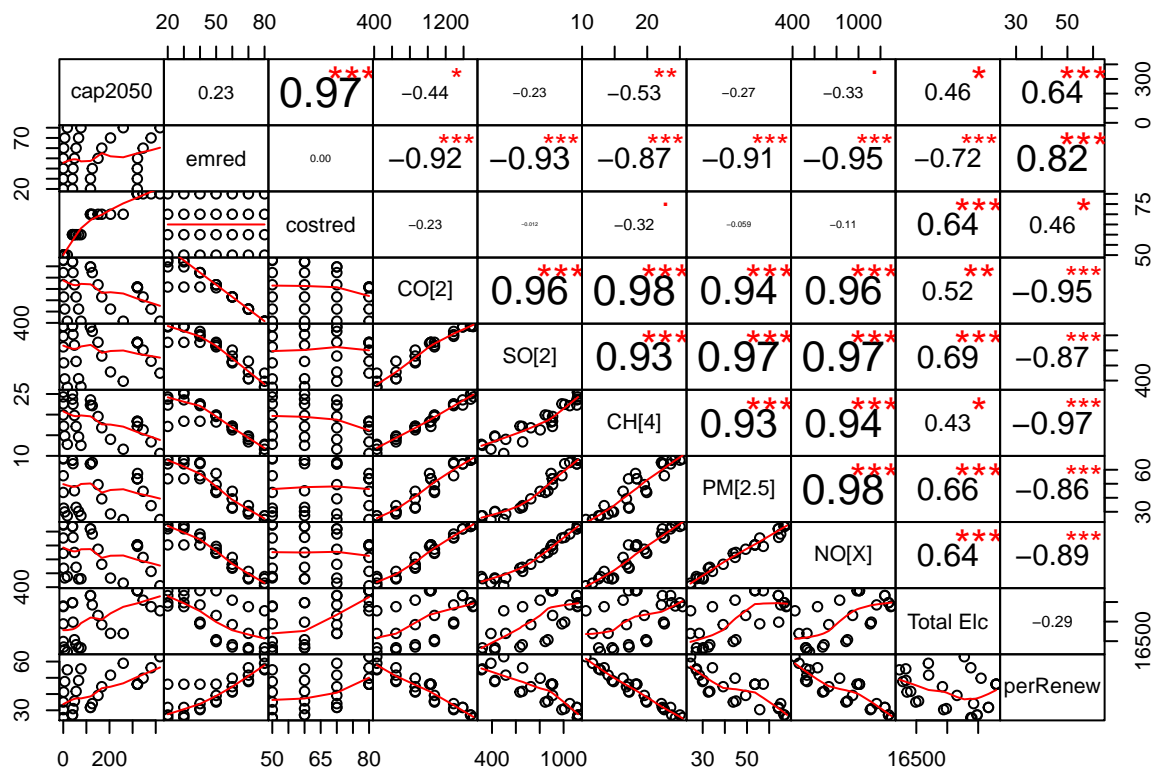 20 50 80 400 1200 10 20 400 1000 30 50
*** * ** . * ***
cap2050 0.23 0.97 −0.44 −0.23 −0.53 −0.27 −0.33 0.46 0.64 0 300
*** *** *** *** *** *** ***
20 70 emred 0.00 −0.92 −0.93 −0.87 −0.91 −0.95 −0.72 0.82
. *** *
costred −0.23 −0.012 −0.32 −0.059 −0.11 0.64 0.46 50 75
*** *** *** *** ** ***
400 CO[2] 0.96 0.98 0.94 0.96 0.52 −0.95
*** *** *** *** ***
SO[2] 0.93 0.97 0.97 0.69 −0.87 400
*** *** * ***
10 25 CH[4] 0.93 0.94 0.43 −0.97
*** *** ***
PM[2.5] 0.98 0.66 −0.86 30 60
*** ***
400 NO[X] 0.64 −0.89
Total Elc −0.29 16500
30 60 perRenew
0 200 50 65 80 400 1000 30 50 16500